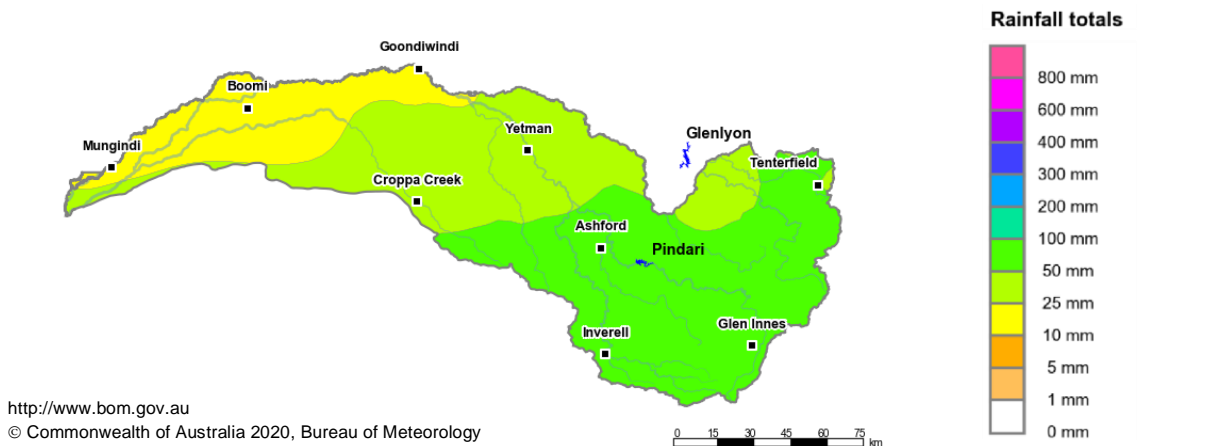 Rainfall totals
Goondiwindi
Boomi
Yetman
Mungindi
Glenlyon
Tenterfield
Croppa Creek
Ashford
Pindari
Glen Innes
Inverell
800 mm
600 mm
400 mm
300 mm
200 mm
100 mm
50 mm
25 mm
10 mm
5 mm
1 mm
0 mm
http://www.bom.gov.au
© Commonwealth of Australia 2020, Bureau of Meteorology
0 15 30 45 60 75 km